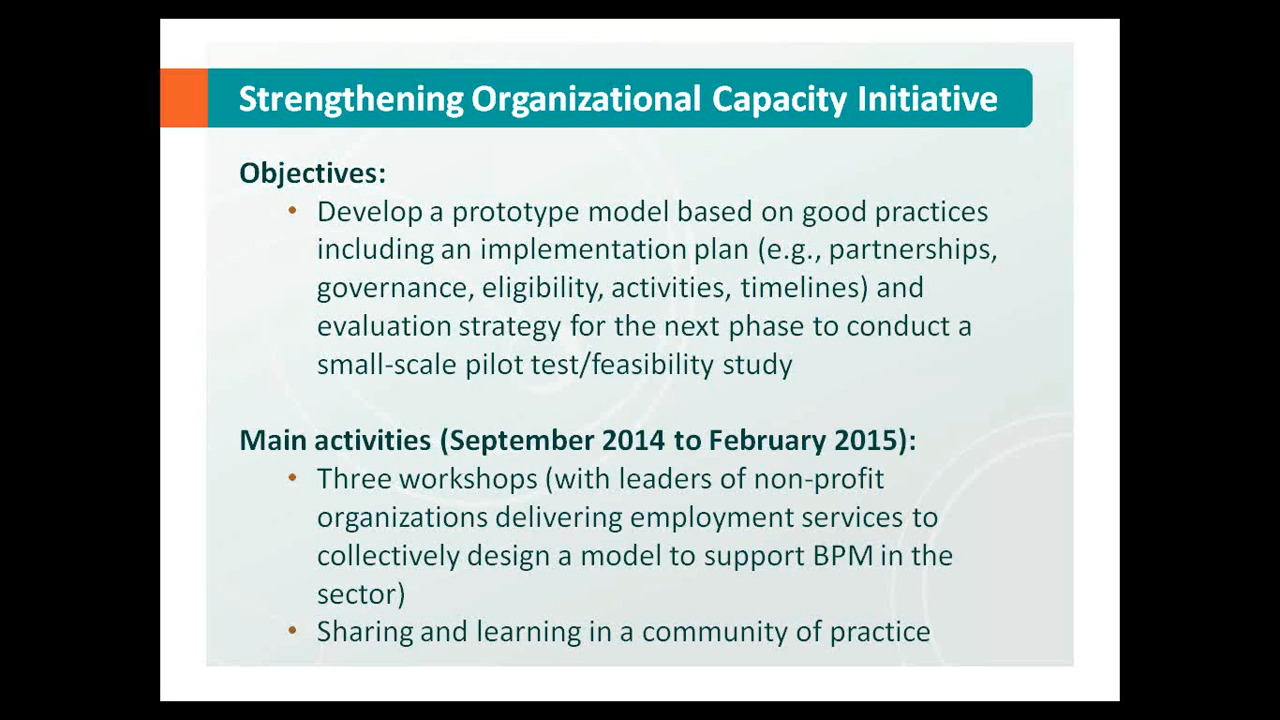 Strengthening Organizational Capacity Initiative
Objectives:
• Develop a prototype model based on good practices
including an implementation plan (e.g., partnerships,
governance, eligibility, activities, timelines) and
evaluation strategy for the next phase to conduct a
small-scale pilot test/feasibility study
Main activities (September 2014 to February 2015):
• Three workshops (with leaders of non-profit
organizations delivering employment services to
collectively design a model to support BPM in the
sector)
• Sharing and learning in a community of practice